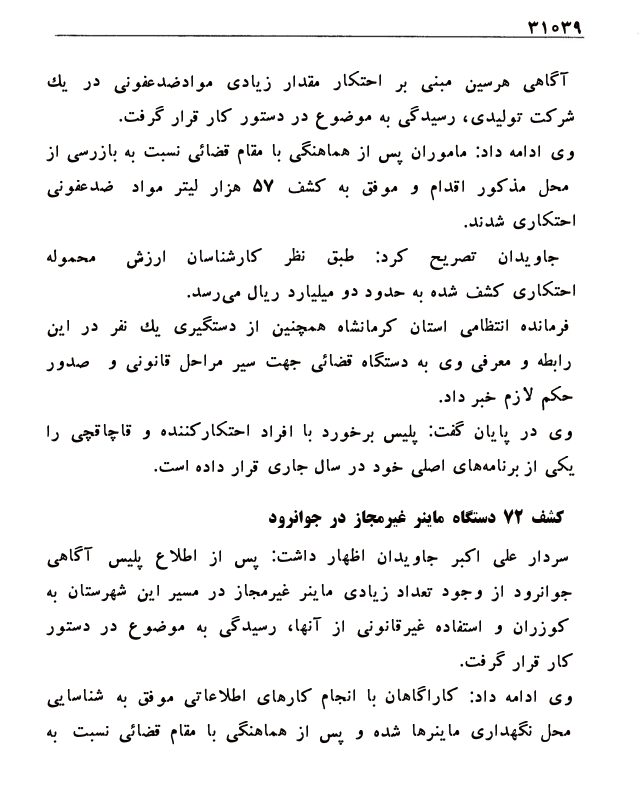 ۳۱۰۳۹
آگاهی هرسین مبنی بر احتکار مقدار زیادی موادضدعفونی در یك
شرکت تولیدی، رسیدگی به موضوع در دستور کار قرار گرفت.
وی ادامه داد: ماموران پس از هماهنگی با مقام قضائی نسبت به بازرسی از
محل مذکور اقدام و موفق به کشف ۵۷ هزار لیتر مواد ضدعفونی
احتکاری شدند.
جاویدان تصریح کرد: طبق نظر کارشناسان ارزش محموله
احتکاری کشف شده به حدود دو میلیارد ریال می‌رسد.
فرمانده انتظامی استان کرمانشاه همچنین از دستگیری یك نفر در این
رابطه و معرفی وی به دستگاه قضائی جهت سیر مراحل قانونی و صدور
حکم لازم خبر داد.
وی در پایان گفت: پلیس برخورد با افراد احتکارکننده و قاچاقچی را
یکی از برنامه‌های اصلی خود در سال جاری قرار داده است.
کشف ۷۲ دستگاه ماینر غیرمجاز در جوانرود
سردار علی اکبر جاویدان اظهار داشت: پس از اطلاع پلیس آگاهی
جوانرود از وجود تعداد زیادی ماینر غیرمجاز در مسیر این شهرستان به
کوزران و استفاده غیرقانونی از آنها، رسیدگی به موضوع در دستور
کار قرار گرفت.
وی ادامه داد: کاراگاهان با انجام کارهای اطلاعاتی موفق به شناسایی
محل نگهداری ماینرها شده و پس از هماهنگی با مقام قضائی نسبت به